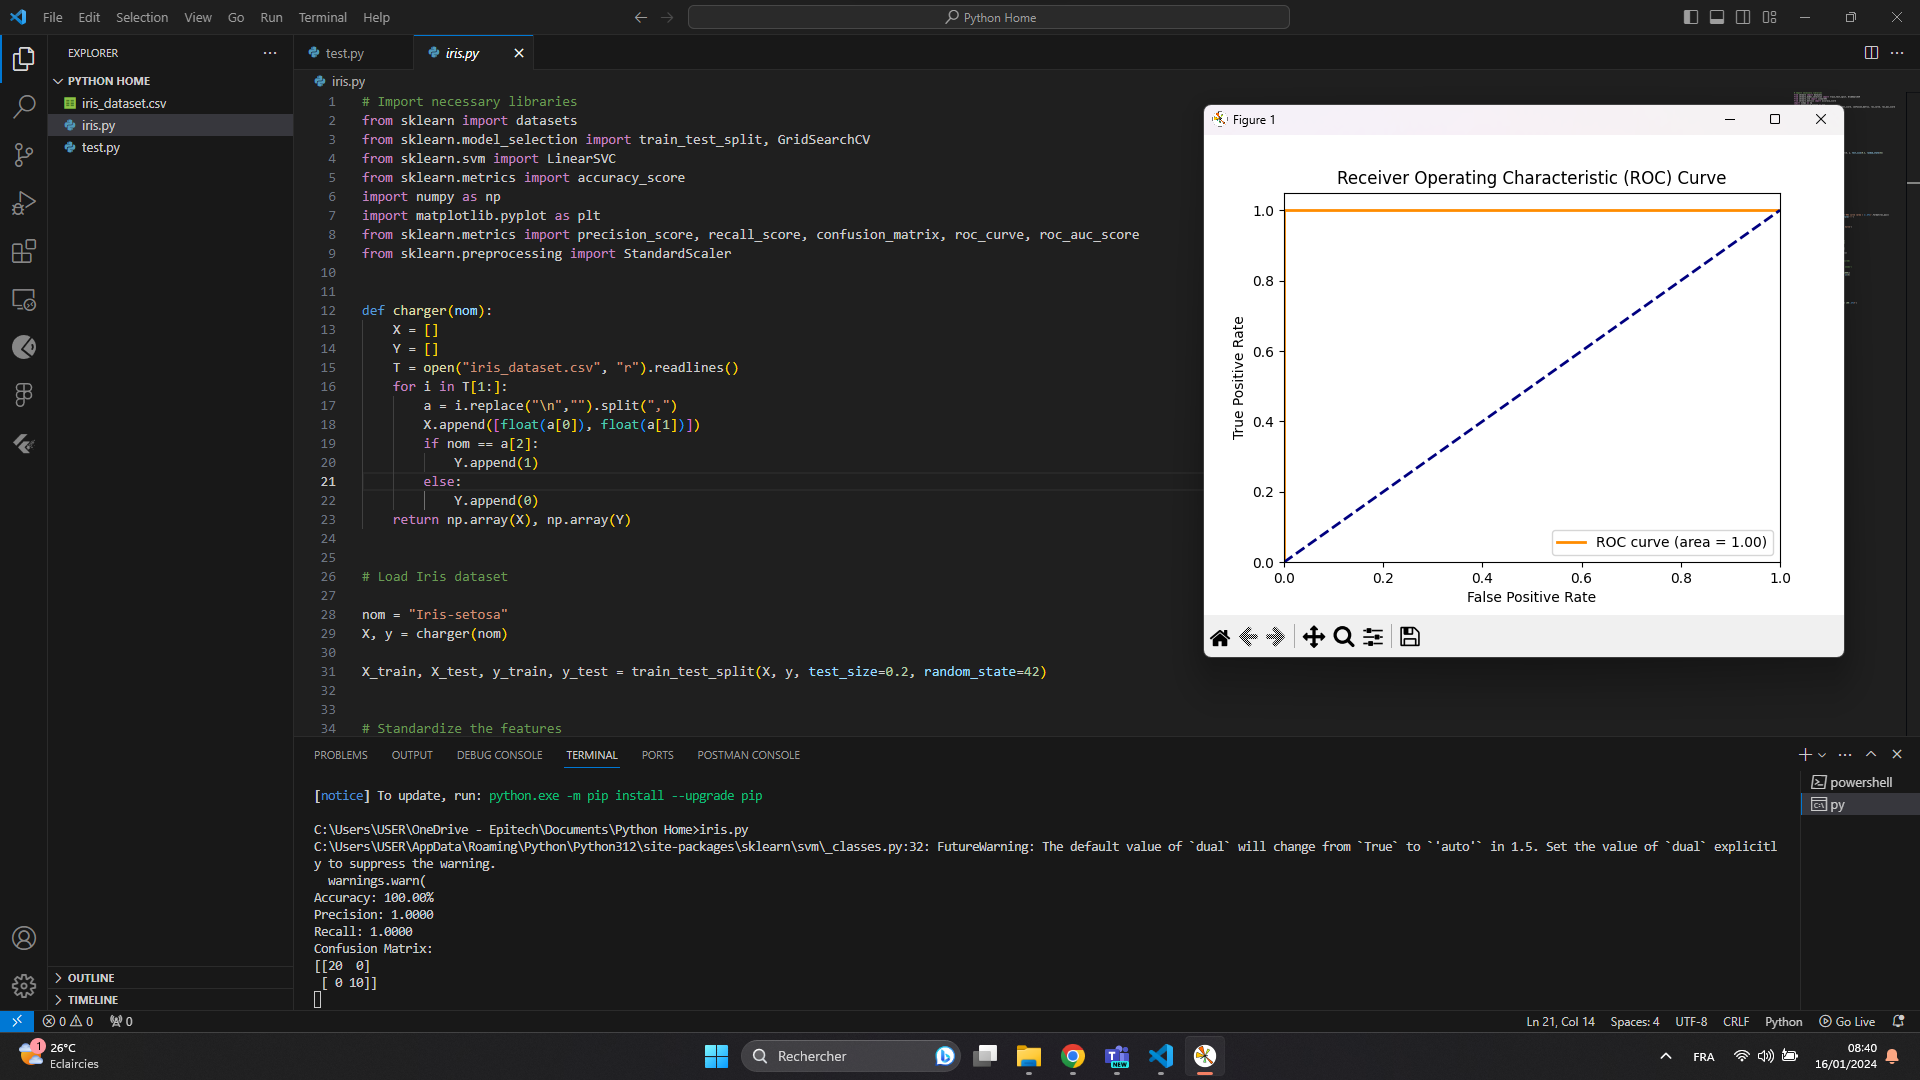 File Edit Selection View Go Run Terminal Help
Python Home
EXPLORER
PYTHON HOME
iris_dataset.csv
iris.py
test.py
OUTLINE
TIMELINE
test.py
iris.py
iris.py
1 # Import necessary libraries
2 from sklearn import datasets
3 from sklearn.model_selection import train_test_split, GridSearchCV
4 from sklearn.svm import LinearSVC
5 from sklearn.metrics import accuracy_score
6 import numpy as np
7 import matplotlib.pyplot as plt
8 from sklearn.metrics import precision_score, recall_score, confusion_matrix, roc_curve, roc_auc_score
9 from sklearn.preprocessing import StandardScaler
10
11
12 def charger(nom):
13     X = []
14     Y = []
15     T = open("iris_dataset.csv", "r").readlines()
16     for i in T[1:]:
17         a = i.replace("\n","").split(",")
18         X.append([float(a[0]), float(a[1])])
19         if nom == a[2]:
20             Y.append(1)
21         else:
22             Y.append(0)
23     return np.array(X), np.array(Y)
24
25
26 # Load Iris dataset
27
28 nom = "Iris-setosa"
29 X, y = charger(nom)
30
31 X_train, X_test, y_train, y_test = train_test_split(X, y, test_size=0.2, random_state=42)
32
33
34 # Standardize the features
Figure 1
Receiver Operating Characteristic (ROC) Curve
1.0
0.8
0.6
0.4
0.2
0.0
True Positive Rate
ROC curve (area = 1.00)
0.0 0.2 0.4 0.6 0.8 1.0
False Positive Rate
PROBLEMS OUTPUT DEBUG CONSOLE TERMINAL PORTS POSTMAN CONSOLE
[notice] To update, run: python.exe -m pip install --upgrade pip
C:\Users\USER\OneDrive - Epitech\Documents\Python Home>iris.py
C:\Users\USER\AppData\Roaming\Python\Python312\site-packages\sklearn\svm\_classes.py:32: FutureWarning: The default value of `dual` will change from `True` to `'auto'` in 1.5. Set the value of `dual` explicitl
y to suppress the warning.
  warnings.warn(
Accuracy: 100.00%
Precision: 1.0000
Recall: 1.0000
Confusion Matrix:
[[20  0]
 [ 0 10]]
powershell
py
0 0 0
Ln 21, Col 14 Spaces: 4 UTF-8 CRLF Python Go Live
1
26°C
Eclaircies
Rechercher
NEW
FRA
08:40
16/01/2024